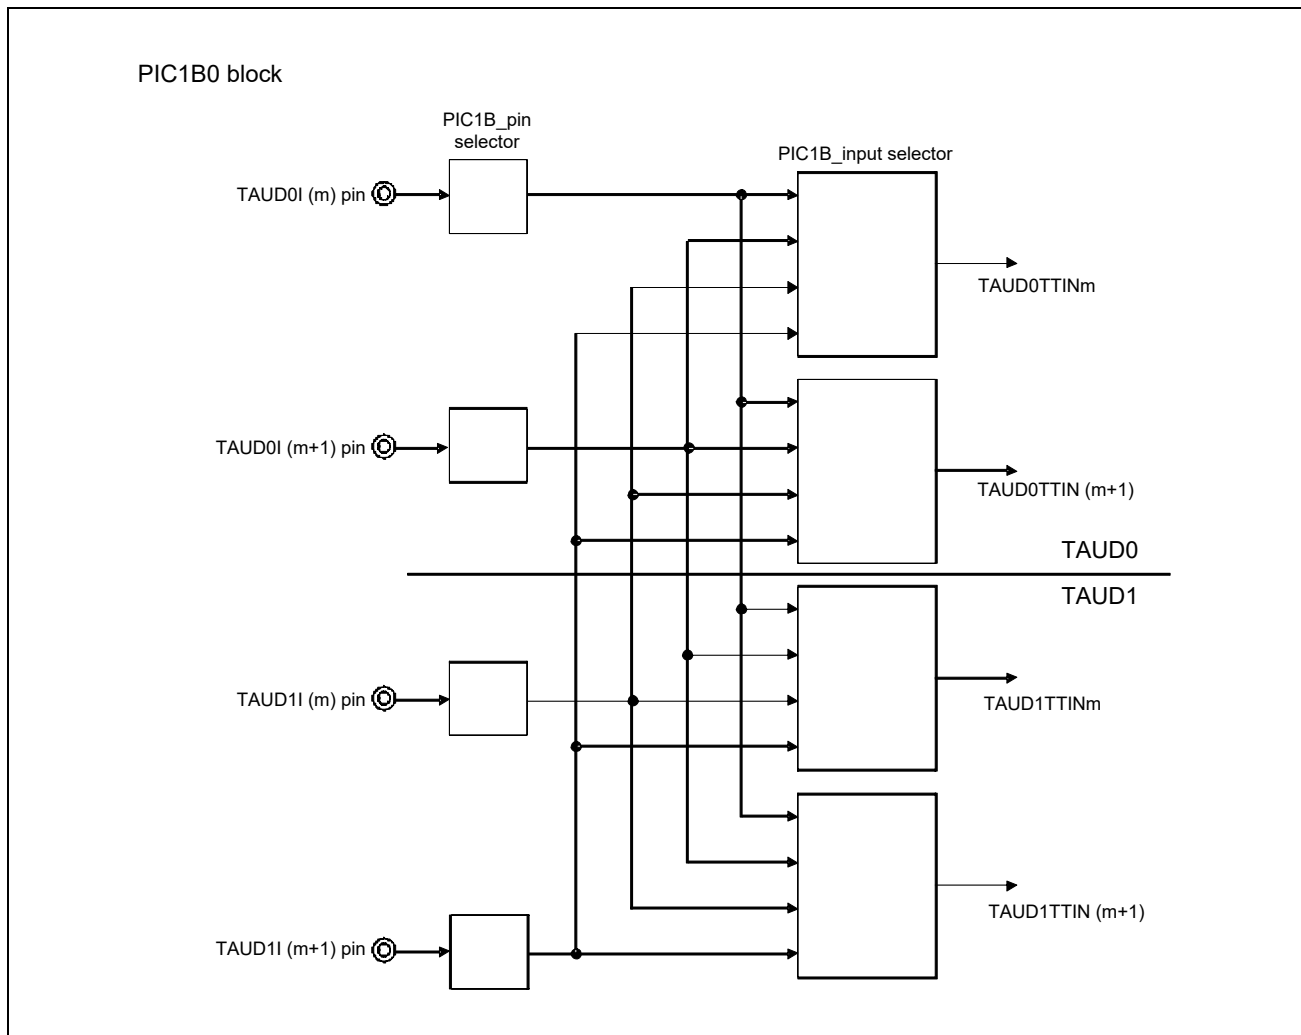 PIC1B0 block
PIC1B_pin
selector
PIC1B_input selector
TAUD0I (m) pin
TAUD0TTINm
TAUD0I (m+1) pin
TAUD0TTIN (m+1)
TAUD0
TAUD1
TAUD1I (m) pin
TAUD1TTINm
TAUD1TTIN (m+1)
TAUD1I (m+1) pin